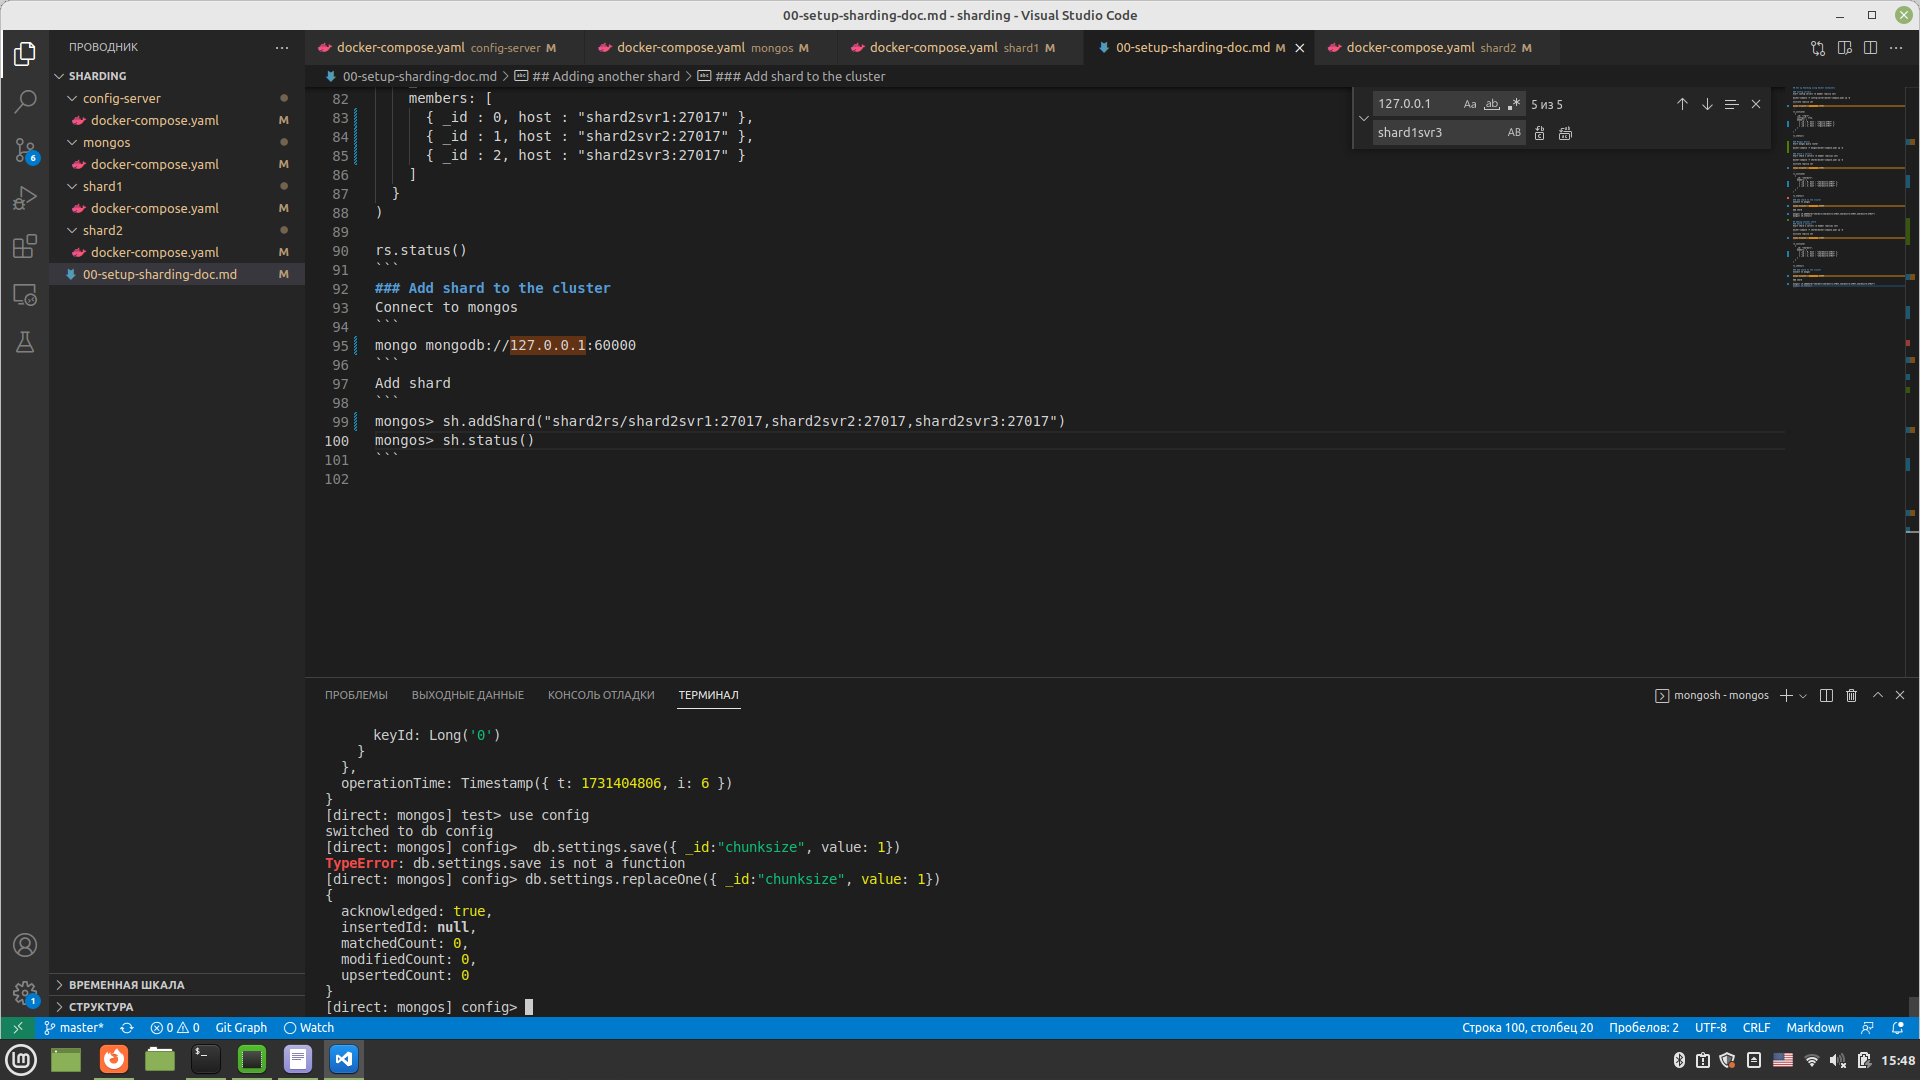 00-setup-sharding-doc.md - sharding - Visual Studio Code
ПРОВОДНИК
SHARDING
config-server
docker-compose.yaml M
mongos
docker-compose.yaml M
shard1
docker-compose.yaml M
shard2
docker-compose.yaml M
00-setup-sharding-doc.md M
ВРЕМЕННАЯ ШКАЛА
СТРУКТУРА
docker-compose.yaml config-server M
docker-compose.yaml mongos M
docker-compose.yaml shard1 M
00-setup-sharding-doc.md M
docker-compose.yaml shard2 M
00-setup-sharding-doc.md > ## Adding another shard > ### Add shard to the cluster
127.0.0.1 Aa ab 5 из 5
shard1svr3 AB
82 members: [
83 { _id : 0, host : "shard2svr1:27017" },
84 { _id : 1, host : "shard2svr2:27017" },
85 { _id : 2, host : "shard2svr3:27017" }
86 ]
87 }
88 )
89
90 rs.status()
91 ```
92 ### Add shard to the cluster
93 Connect to mongos
94 ```
95 mongo mongodb://127.0.0.1:60000
96 ```
97 Add shard
98 ```
99 mongos> sh.addShard("shard2rs/shard2svr1:27017,shard2svr2:27017,shard2svr3:27017")
100 mongos> sh.status()
101 ```
102
ПРОБЛЕМЫ ВЫХОДНЫЕ ДАННЫЕ КОНСОЛЬ ОТЛАДКИ ТЕРМИНАЛ
mongosh - mongos
keyId: Long('0')
}
},
operationTime: Timestamp({ t: 1731404806, i: 6 })
}
[direct: mongos] test> use config
switched to db config
[direct: mongos] config>  db.settings.save({ _id:"chunksize", value: 1})
TypeError: db.settings.save is not a function
[direct: mongos] config> db.settings.replaceOne({ _id:"chunksize", value: 1})
{
acknowledged: true,
insertedId: null,
matchedCount: 0,
modifiedCount: 0,
upsertedCount: 0
}
[direct: mongos] config>
6
1
master* 0 0 Git Graph Watch
Строка 100, столбец 20 Пробелов: 2 UTF-8 CRLF Markdown
15:48